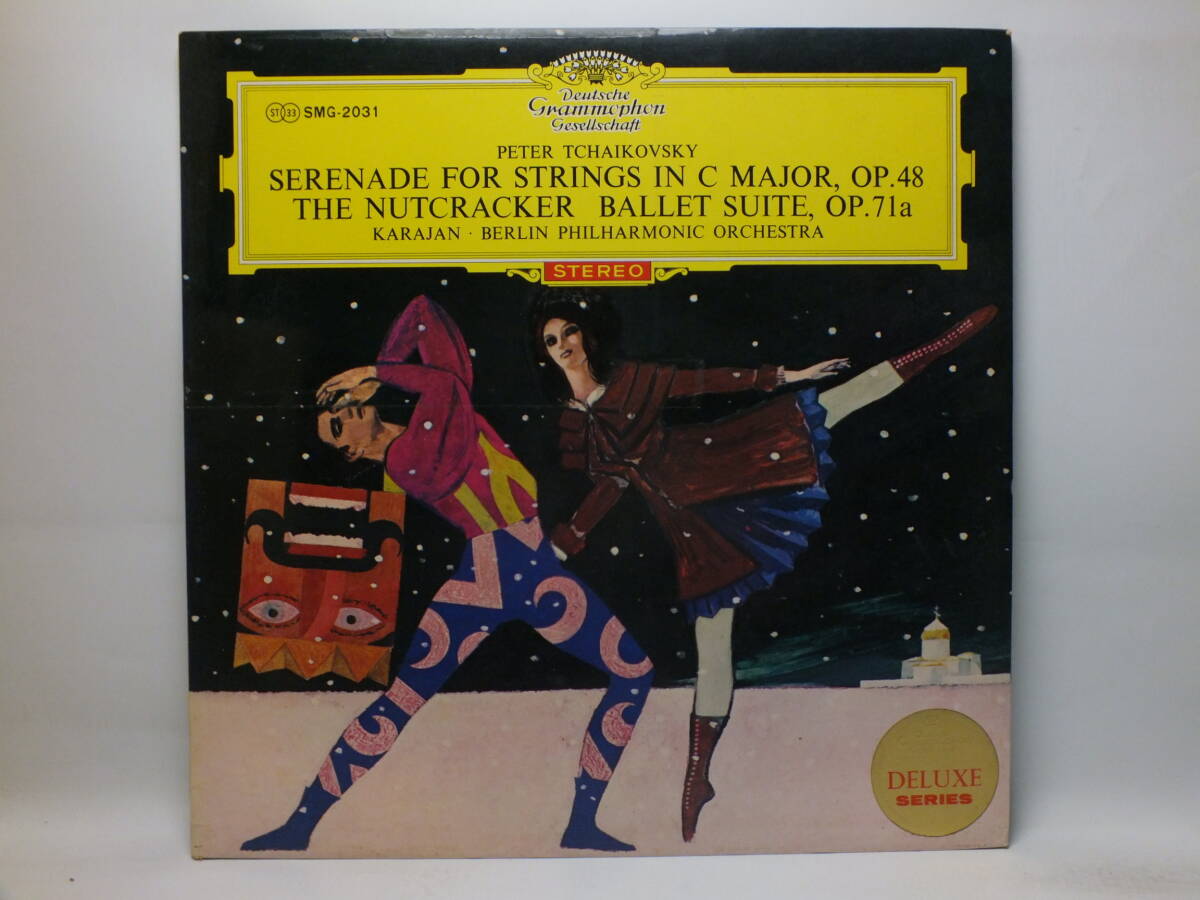 Deutsche
Grammophon
Gesellschaft
ST 33 SMG-2031
PETER TCHAIKOVSKY
SERENADE FOR STRINGS IN C MAJOR, OP.48
THE NUTCRACKER BALLET SUITE, OP.71a
KARAJAN · BERLIN PHILHARMONIC ORCHESTRA
STEREO
DELUXE
SERIES